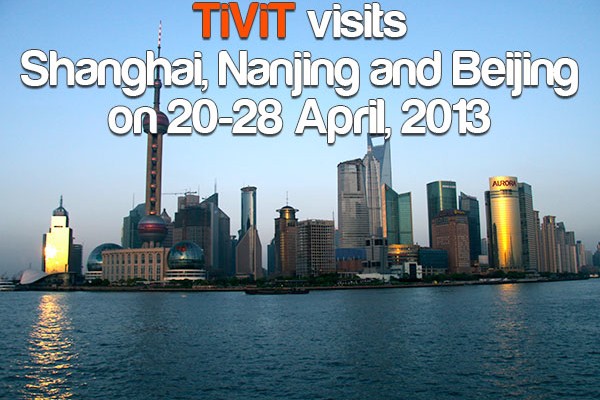 TiViT visits
Shanghai, Nanjing and Beijing
on 20-28 April, 2013
AURORA